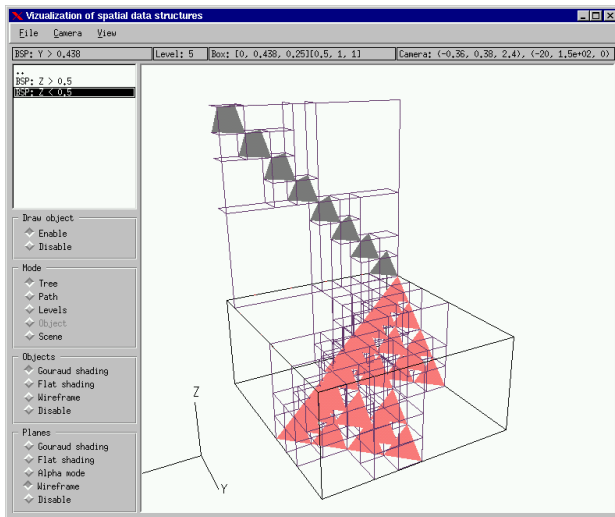 Vizualization of spatial data structures
File Camera View
BSP: Y > 0.438 Level: 5 Box: [0, 0.438, 0.25][0.5, 1, 1] Camera: (-0.36, 0.38, 2.4), (-20, 1.5e+02, 0)
..
BSP: Z > 0.5
BSP: Z < 0.5
Draw object
Enable
Disable
Mode
Tree
Path
Levels
Object
Scene
Objects
Gouraud shading
Flat shading
Wireframe
Disable
Planes
Gouraud shading
Flat shading
Alpha mode
Wireframe
Disable
Z
Y